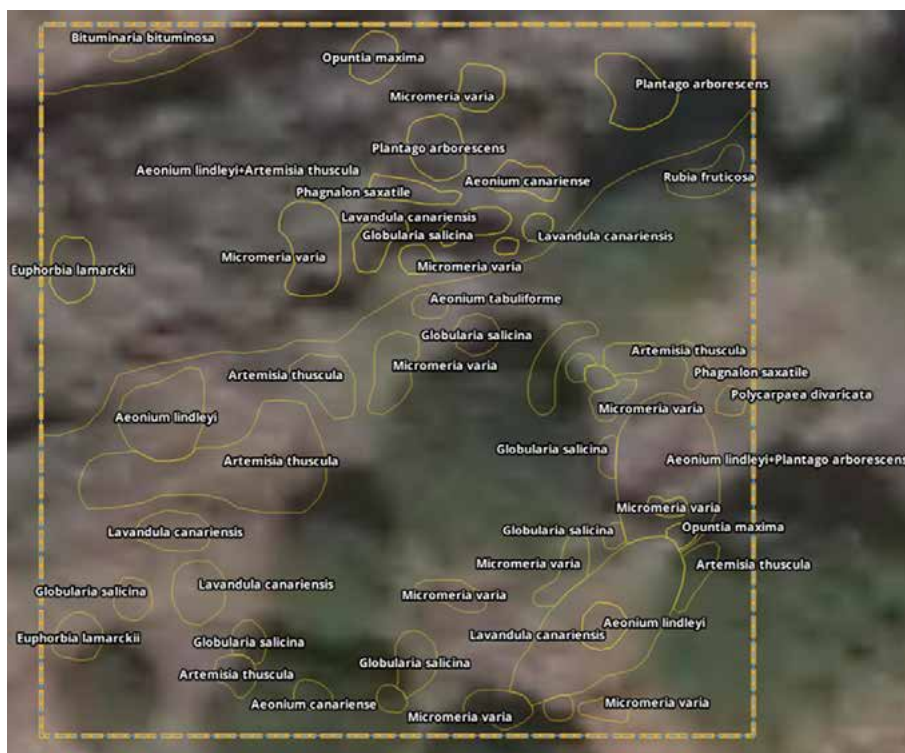 Bituminaria bituminosa
Opuntia maxima
Plantago arborescens
Micromeria varia
Plantago arborescens
Aeonium lindleyi+Artemisia thuscula
Aeonium canariense
Rubia fruticosa
Phagnalon saxatile
Lavandula canariensis
Globularia salicina
Lavandula canariensis
Micromeria varia
Micromeria varia
Euphorbia lamarckii
Aeonium tabuliforme
Globularia salicina
Artemisia thuscula
Micromeria varia
Artemisia thuscula
Phagnalon saxatile
Polycarpaea divaricata
Micromeria varia
Aeonium lindleyi
Globularia salicina
Aeonium lindleyi+Plantago arborescens
Artemisia thuscula
Micromeria varia
Opuntia maxima
Lavandula canariensis
Globularia salicina
Micromeria varia
Artemisia thuscula
Lavandula canariensis
Globularia salicina
Micromeria varia
Aeonium lindleyi
Lavandula canariensis
Euphorbia lamarckii
Globularia salicina
Globularia salicina
Artemisia thuscula
Aeonium canariense
Micromeria varia
Micromeria varia